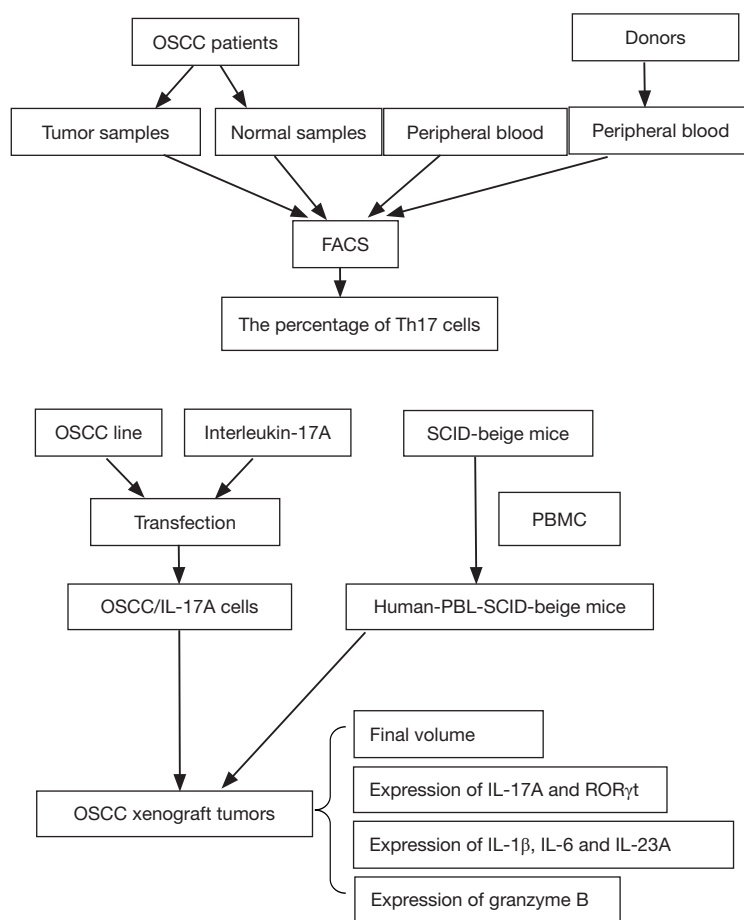 OSCC patients
Donors
Tumor samples
Normal samples
Peripheral blood
Peripheral blood
FACS
The percentage of Th17 cells
OSCC line
Interleukin-17A
SCID-beige mice
Transfection
PBMC
OSCC/IL-17A cells
Human-PBL-SCID-beige mice
Final volume
Expression of IL-17A and RORγt
OSCC xenograft tumors
Expression of IL-1β, IL-6 and IL-23A
Expression of granzyme B